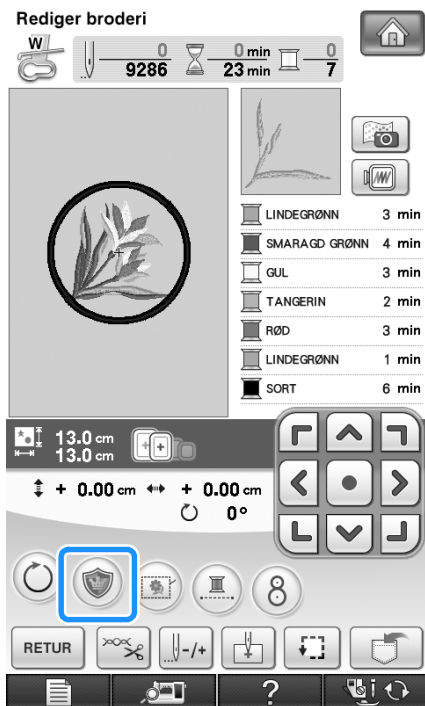 Rediger broderi
W
0
9286
0 min
23 min
0
7
LINDEGRØNN 3 min
SMARAGD GRØNN 4 min
GUL 3 min
TANGERIN 2 min
RØD 3 min
LINDEGRØNN 1 min
SORT 6 min
13.0 cm
13.0 cm
+ 0.00 cm + 0.00 cm
0°
8
RETUR
-/+
?